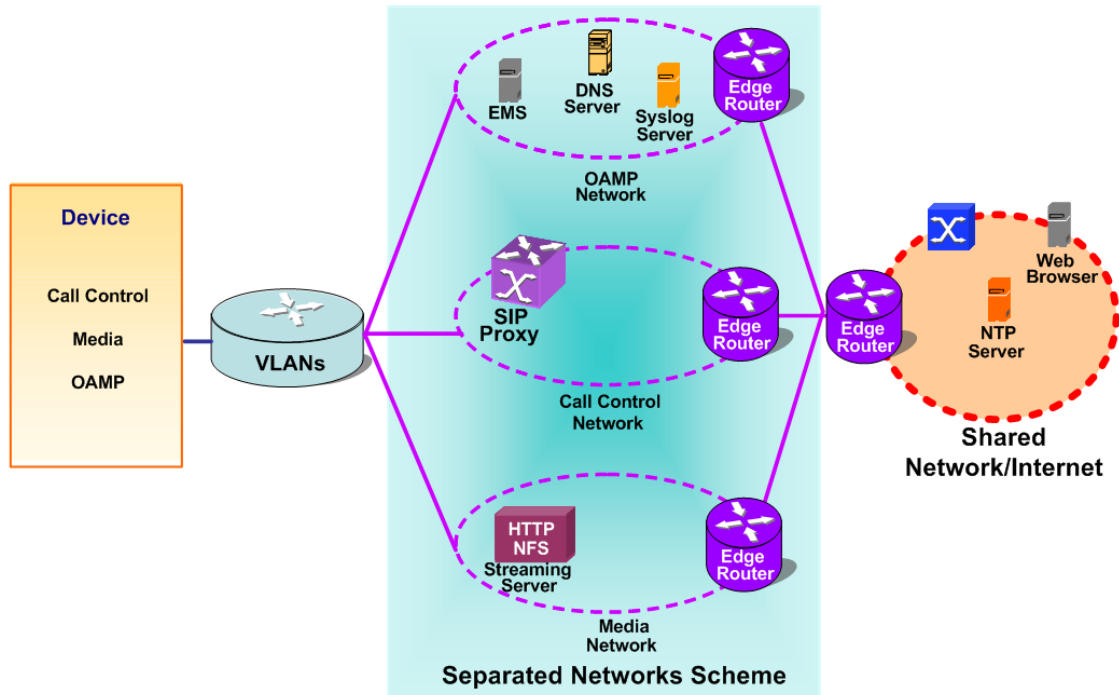 Device
Call Control
Media
OAMP
VLANs
EMS
DNS
Server
Syslog
Server
Edge
Router
OAMP
Network
SIP
Proxy
Edge
Router
Call Control
Network
HTTP
NFS
Streaming
Server
Edge
Router
Media
Network
Separated Networks Scheme
Edge
Router
Web
Browser
NTP
Server
Shared
Network/Internet